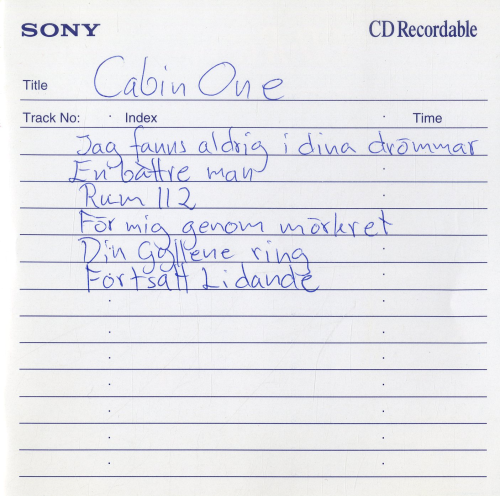 SONY CD Recordable
Title Cabin One
Track No: Index Time
Jag fanns aldrig i dina drömmar
En bättre man
Rum 112
För mig genom mörkret
Din Gyllene ring
Fortsatt Lidande